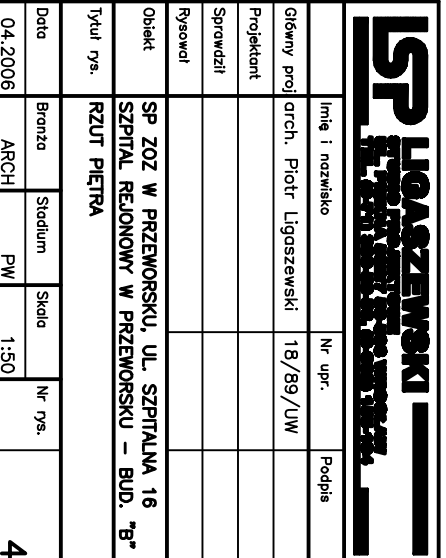 LSP LIGASZEWSKI
Imię i nazwisko Nr upr. Podpis
Główny proj arch. Piotr Ligaszewski 18/89/UW
Projektant
Sprawdził
Rysował
Obiekt SP ZOZ W PRZEWORSKU, UL. SZPITALNA 16
SZPITAL REJONOWY W PRZEWORSKU – BUD. "B"
Tytuł rys. RZUT PIĘTRA
Data Branża Stadium Skala Nr rys.
04.2006 ARCH PW 1:50 4